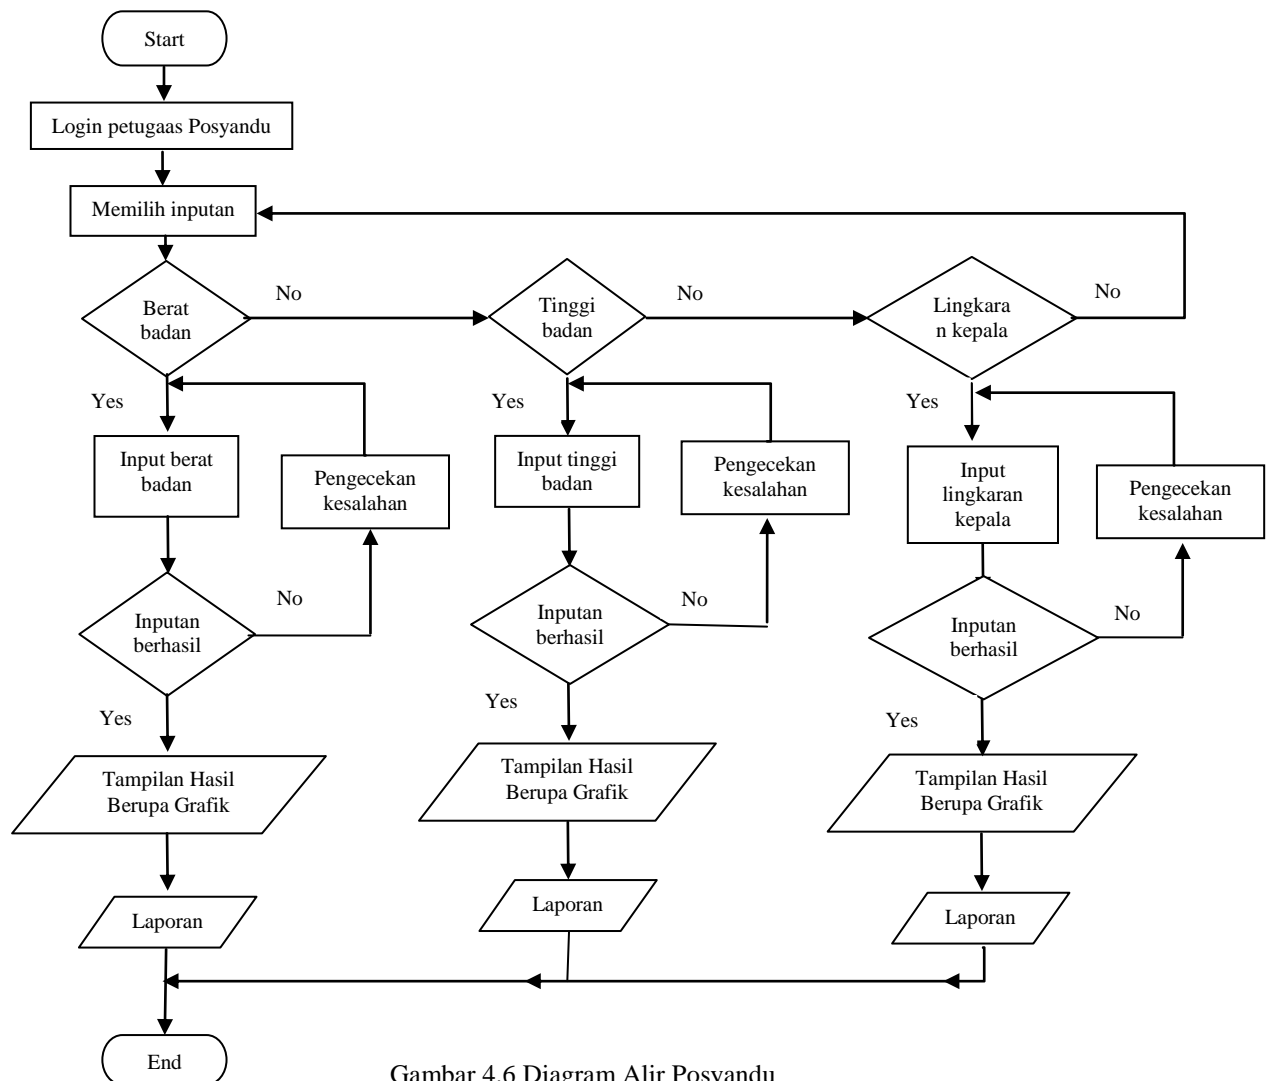 Start
Login petugaas Posyandu
Memilih inputan
Berat
badan
No
Tinggi
badan
No
Lingkara
n kepala
No
Yes
Input berat
badan
Pengecekan
kesalahan
Yes
Input tinggi
badan
Pengecekan
kesalahan
Yes
Input
lingkaran
kepala
Pengecekan
kesalahan
Inputan
berhasil
No
Inputan
berhasil
No
Inputan
berhasil
No
Yes
Tampilan Hasil
Berupa Grafik
Yes
Tampilan Hasil
Berupa Grafik
Yes
Tampilan Hasil
Berupa Grafik
Laporan
Laporan
Laporan
End
Gambar 4.6 Diagram Alir Posyandu